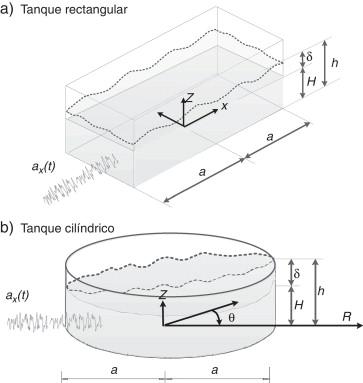 a) Tanque rectangular
δ
h
H
Z
x
a
a
aₓ(t)
b) Tanque cilíndrico
aₓ(t)
δ
h
H
Z
θ
R
a
a